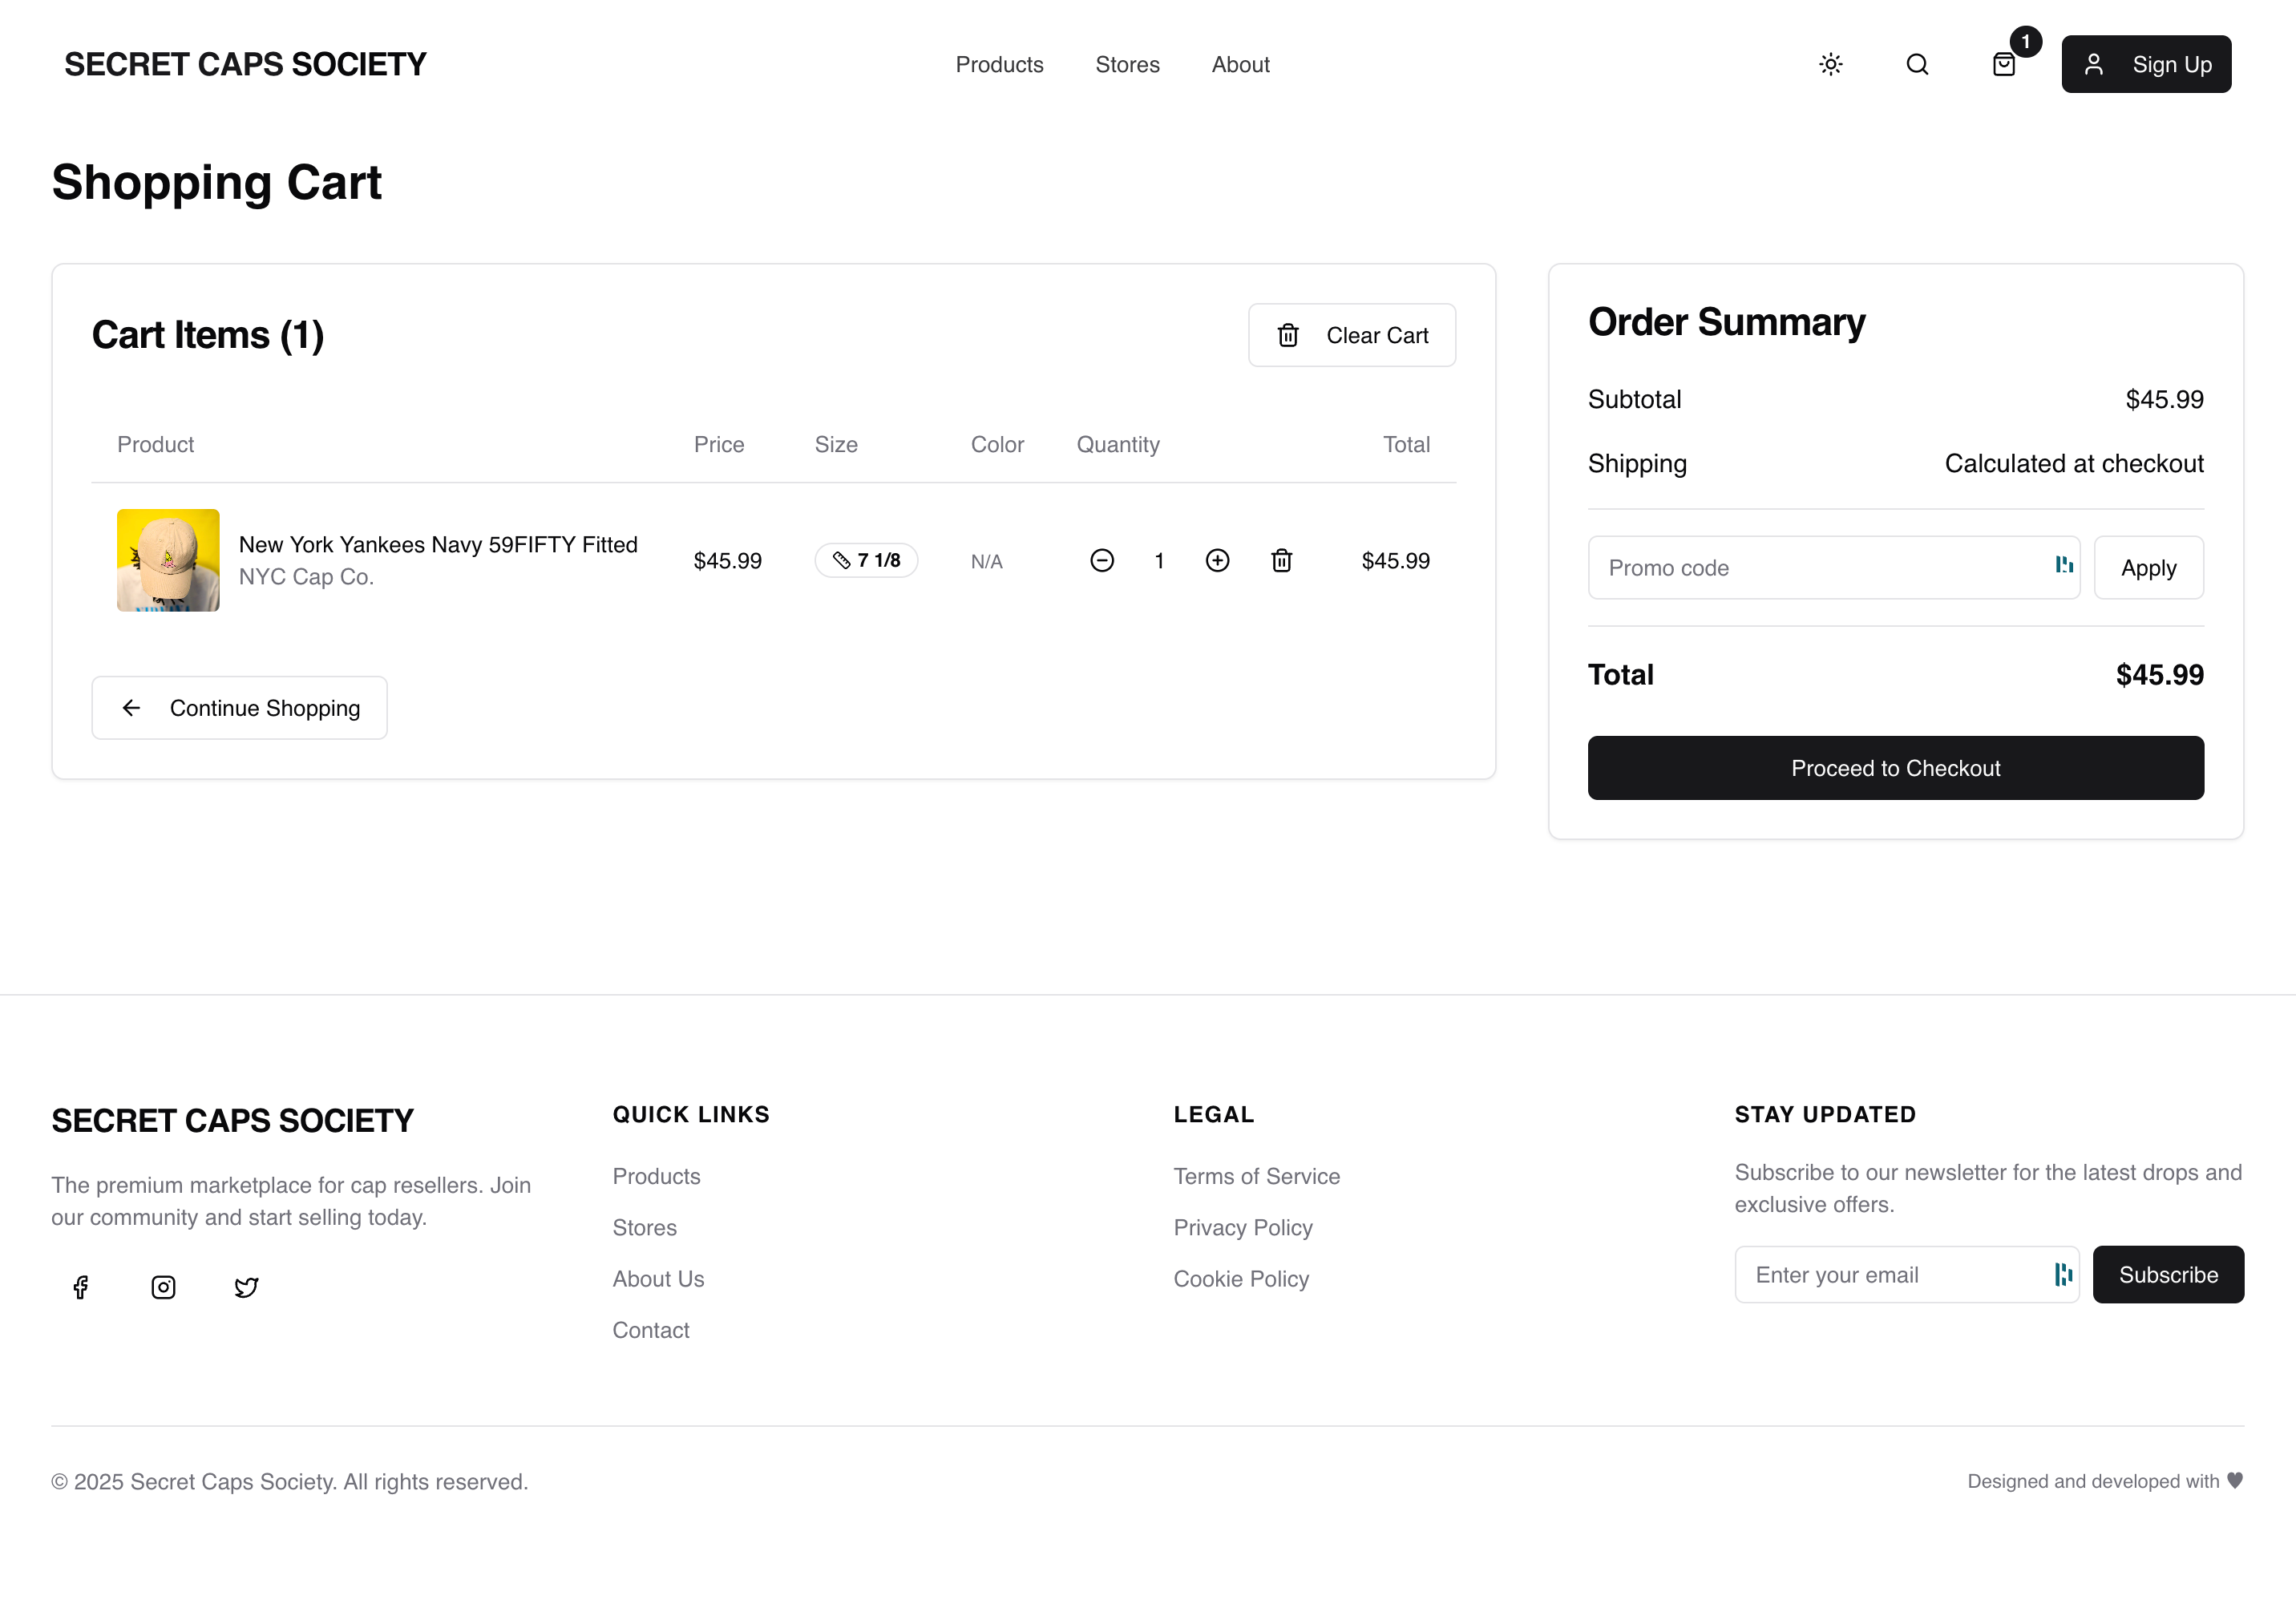 SECRET CAPS SOCIETY
Products
Stores
About
1
Sign Up
Shopping Cart
Cart Items (1)
Clear Cart
Product
Price
Size
Color
Quantity
Total
New York Yankees Navy 59FIFTY Fitted
NYC Cap Co.
$45.99
7 1/8
N/A
1
$45.99
Continue Shopping
Order Summary
Subtotal
$45.99
Shipping
Calculated at checkout
Promo code
Apply
Total
$45.99
Proceed to Checkout
SECRET CAPS SOCIETY
The premium marketplace for cap resellers. Join
our community and start selling today.
QUICK LINKS
Products
Stores
About Us
Contact
LEGAL
Terms of Service
Privacy Policy
Cookie Policy
STAY UPDATED
Subscribe to our newsletter for the latest drops and
exclusive offers.
Enter your email
Subscribe
© 2025 Secret Caps Society. All rights reserved.
Designed and developed with ♥